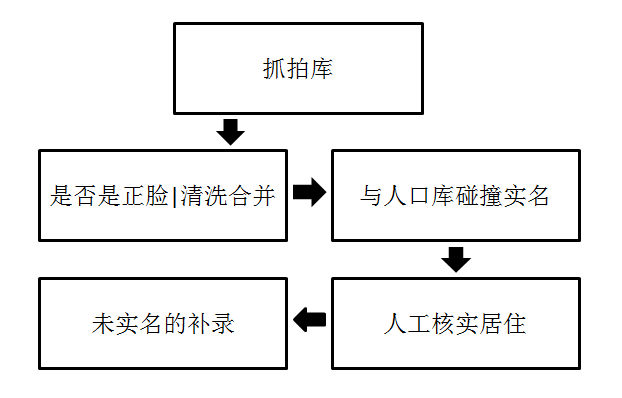 抓拍库
是否是正脸|清洗合并
与人口库碰撞实名
人工核实居住
未实名的补录